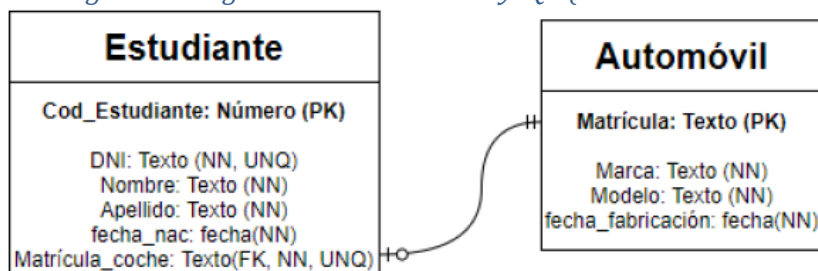 Estudiante
Cod_Estudiante: Número (PK)
DNI: Texto (NN, UNQ)
Nombre: Texto (NN)
Apellido: Texto (NN)
fecha_nac: fecha(NN)
Matrícula_coche: Texto(FK, NN, UNQ)
Automóvil
Matrícula: Texto (PK)
Marca: Texto (NN)
Modelo: Texto (NN)
fecha_fabricación: fecha(NN)